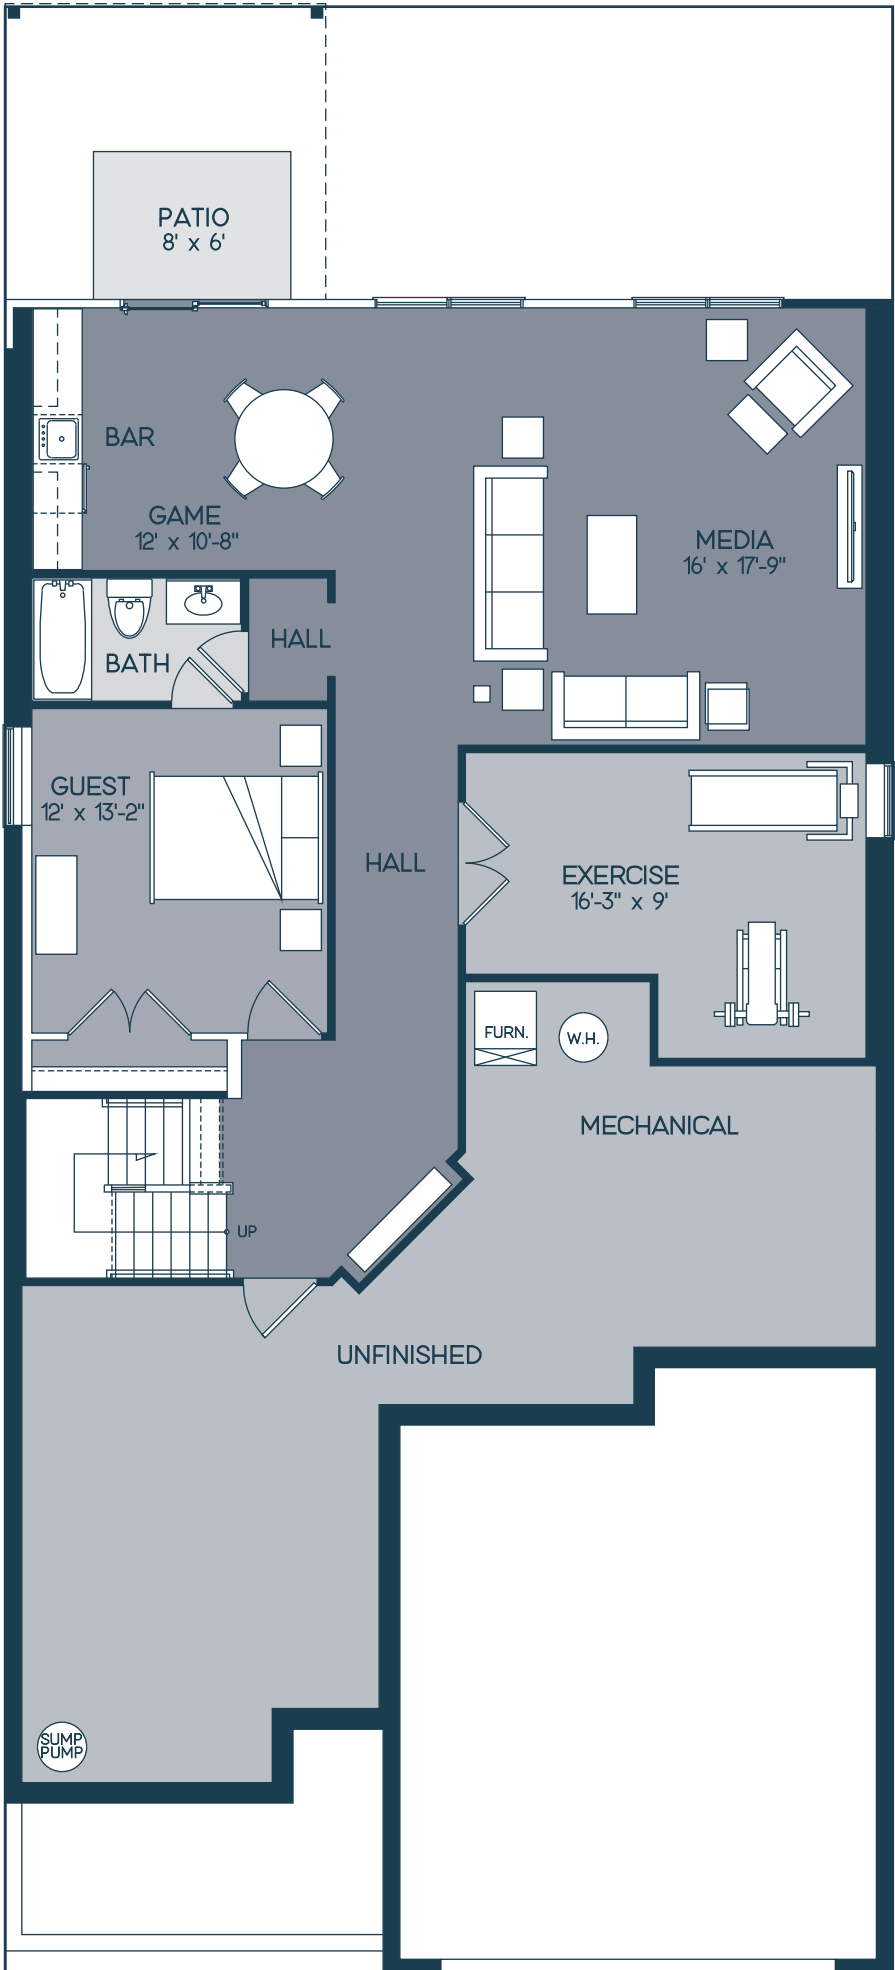 PATIO
8' x 6'
BAR
GAME
12' x 10'-8"
MEDIA
16' x 17'-9"
HALL
BATH
GUEST
12' x 13'-2"
HALL
EXERCISE
16'-3" x 9'
FURN.
W.H.
MECHANICAL
UP
UNFINISHED
SUMP
PUMP